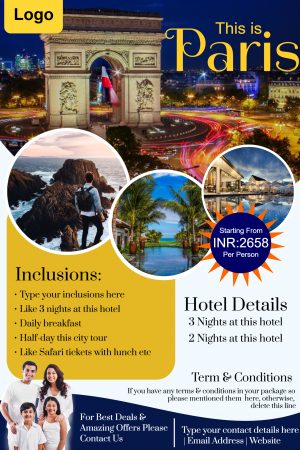 Logo
This is
Paris
Starting From
INR:2658
Per Person
Inclusions:
• Type your inclusions here
• Like 3 nights at this hotel
• Daily breakfast
• Half-day this city tour
• Like Safari tickets with lunch etc
Hotel Details
3 Nights at this hotel
2 Nights at this hotel
Term & Conditions
If you have any terms & conditions in your package so
please mentioned them here, otherwise,
delete this line
For Best Deals &
Amazing Offers Please
Contact Us
Type your contact details here
| Email Address | Website